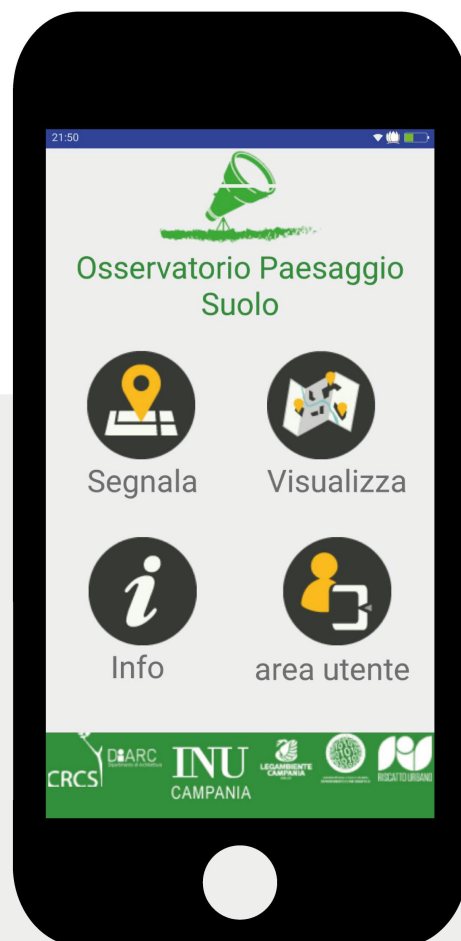 21:50
Osservatorio Paesaggio
Suolo
Segnala
Visualizza
Info
area utente
CRCS
DiARC
INU
CAMPANIA
LEGAMBIENTE
CAMPANIA
RISCATTO URBANO